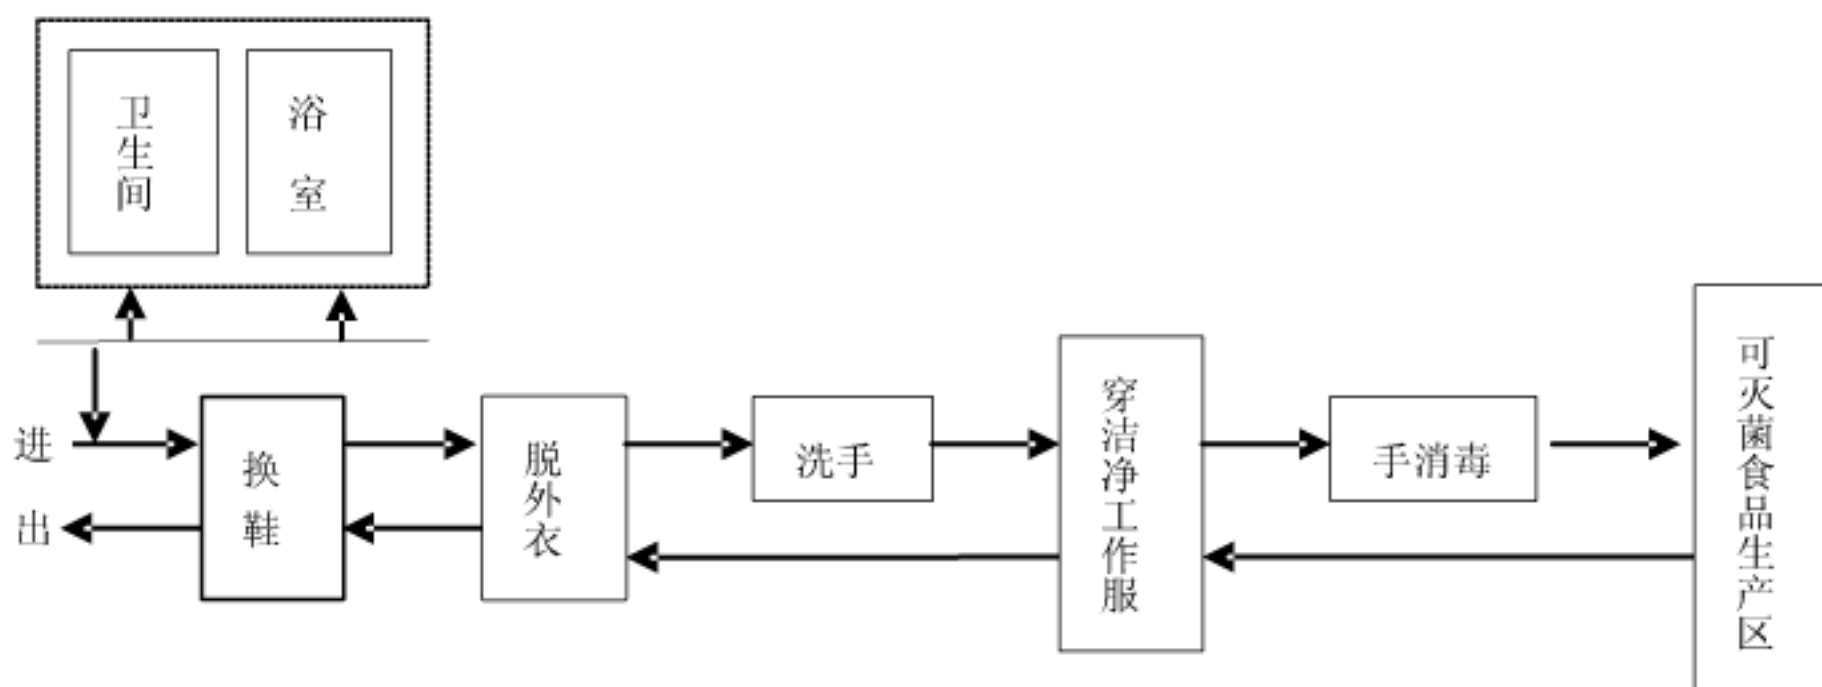 卫生间
浴室
进
出
换鞋
脱外衣
洗手
穿洁净工作服
手消毒
可灭菌食品生产区